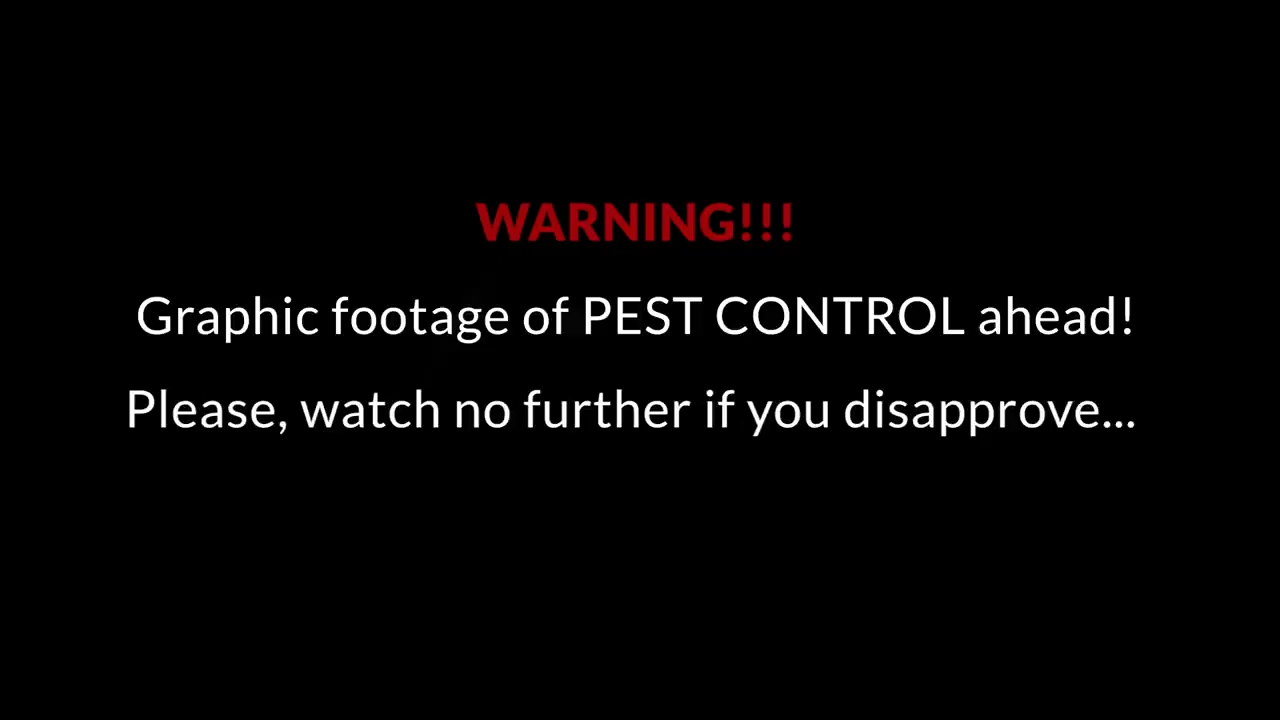 WARNING!!!
Graphic footage of PEST CONTROL ahead!
Please, watch no further if you disapprove...